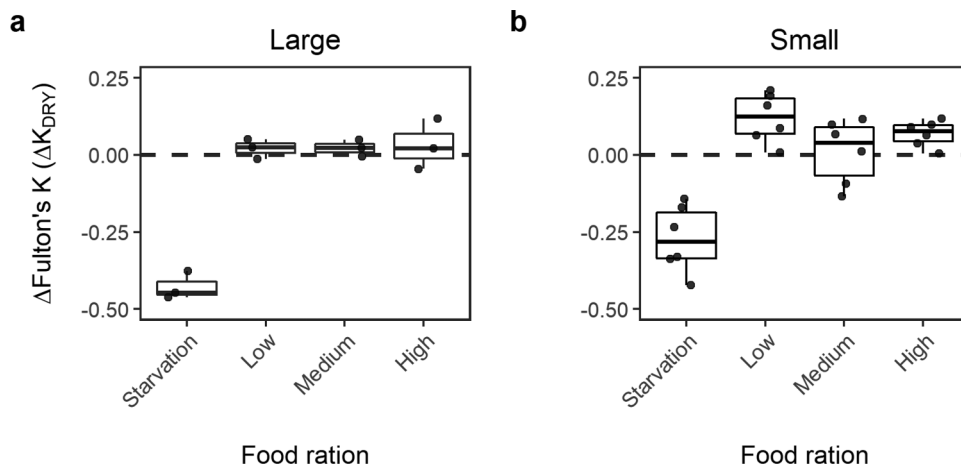 a
Large
ΔFulton's K (ΔK_DRY)
0.25
0.00
-0.25
-0.50
Starvation
Low
Medium
High
Food ration
b
Small
0.25
0.00
-0.25
-0.50
Starvation
Low
Medium
High
Food ration